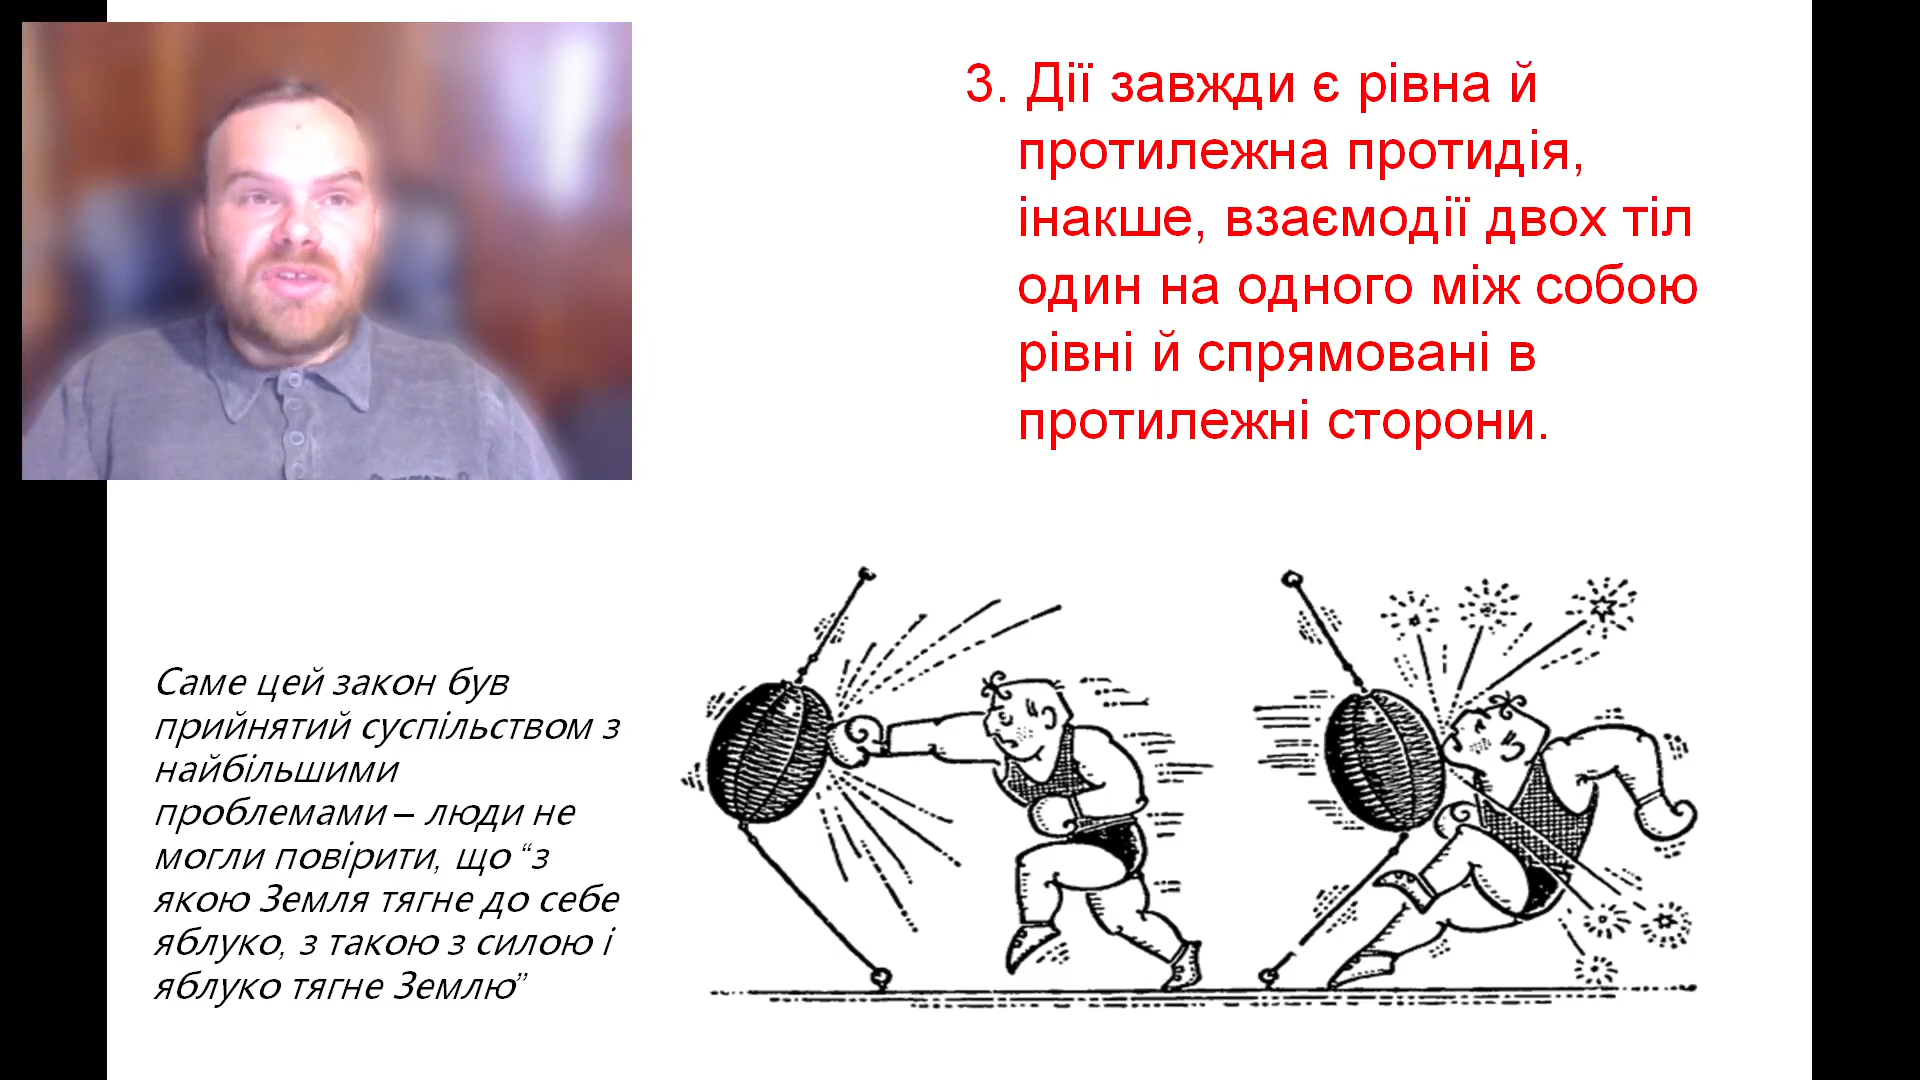 3. Дії завжди є рівна й
протилежна протидія,
інакше, взаємодії двох тіл
один на одного між собою
рівні й спрямовані в
протилежні сторони.
Саме цей закон був
прийнятий суспільством з
найбільшими
проблемами – люди не
могли повірити, що “з
якою Земля тягне до себе
яблуко, з такою з силою і
яблуко тягне Землю”